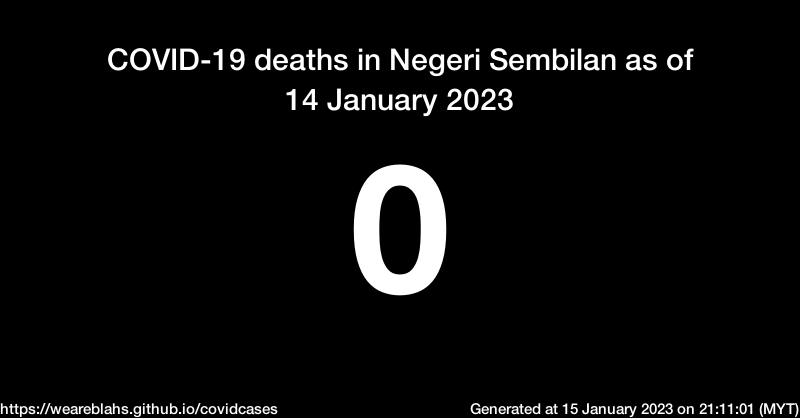 COVID-19 deaths in Negeri Sembilan as of
14 January 2023
0
https://weareblahs.github.io/covidcases
Generated at 15 January 2023 on 21:11:01 (MYT)